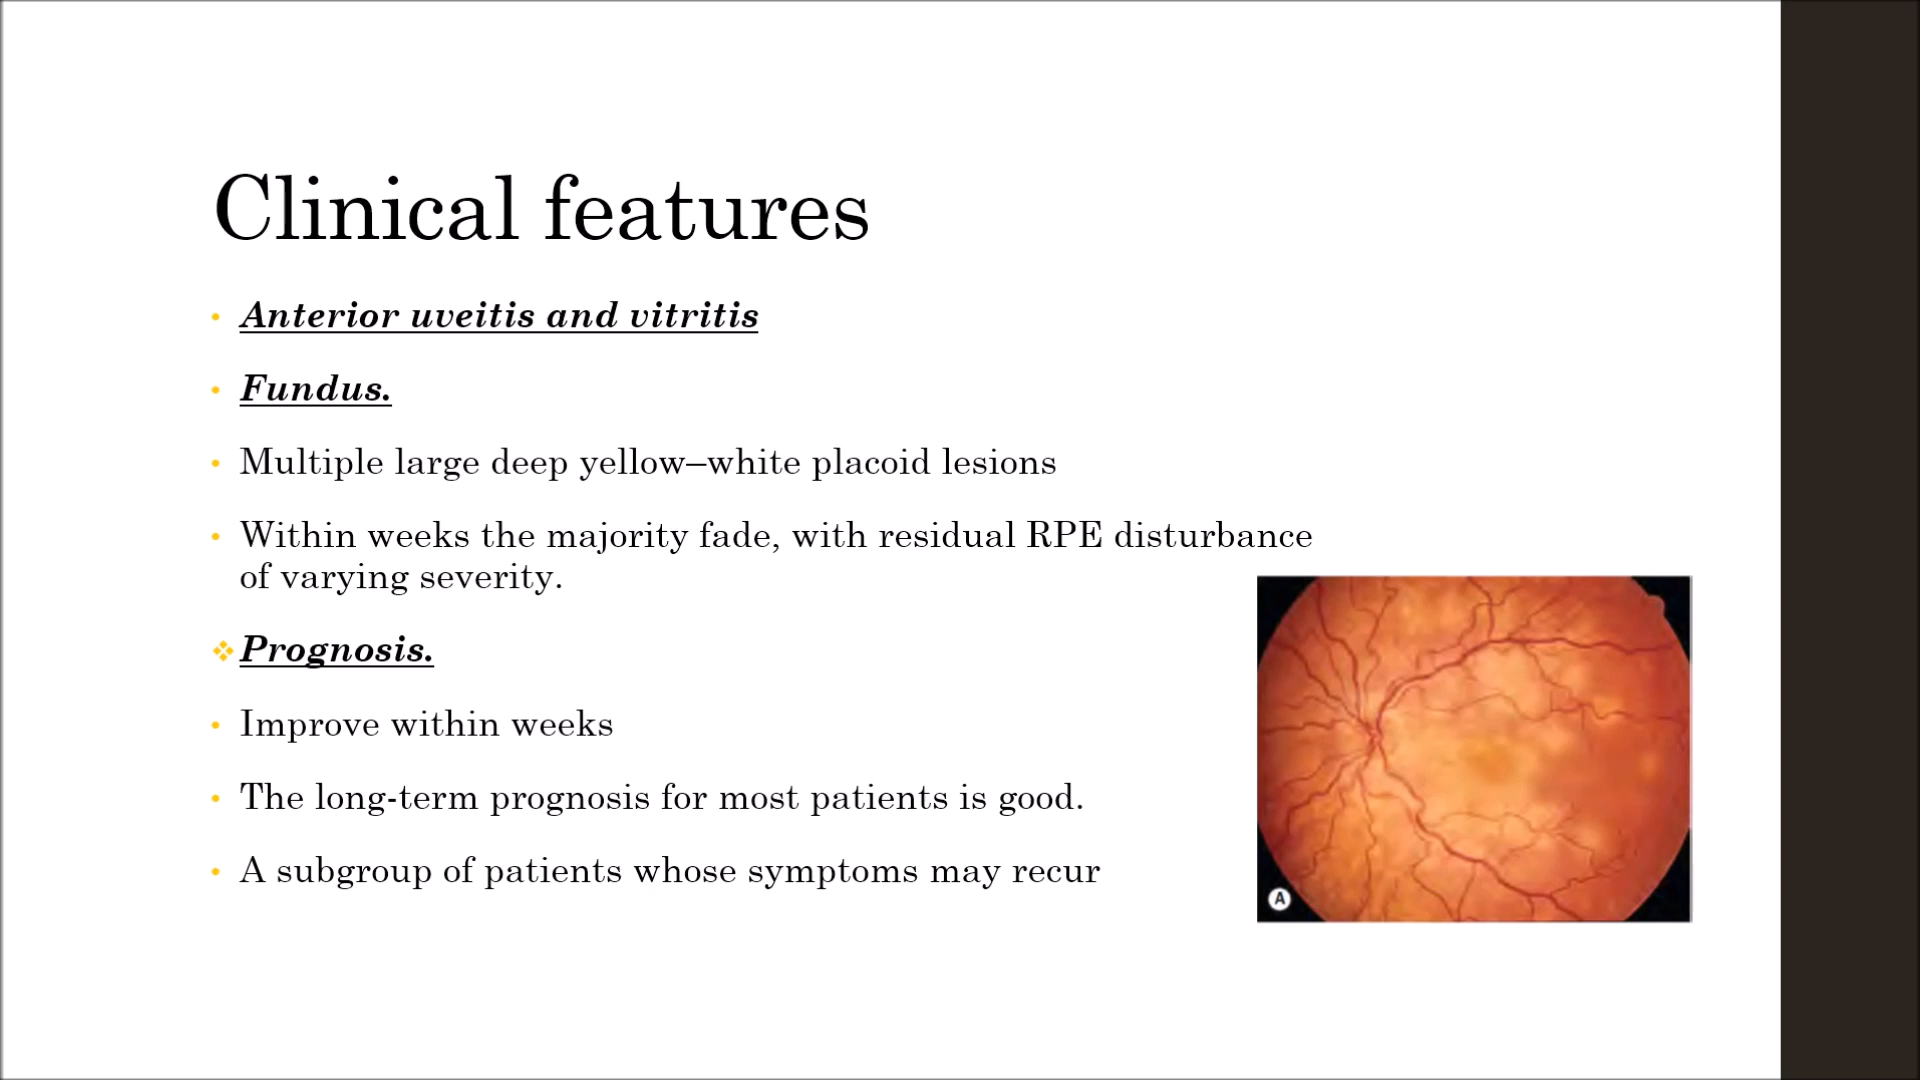 Clinical features
• Anterior uveitis and vitritis
• Fundus.
• Multiple large deep yellow–white placoid lesions
• Within weeks the majority fade, with residual RPE disturbance
of varying severity.
❖ Prognosis.
• Improve within weeks
• The long-term prognosis for most patients is good.
• A subgroup of patients whose symptoms may recur
A